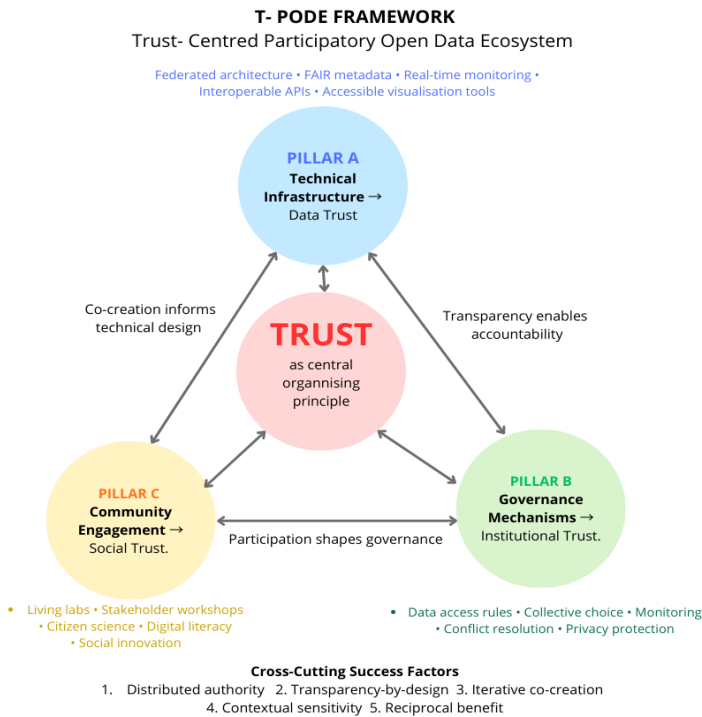 T- PODE FRAMEWORK
Trust- Centred Participatory Open Data Ecosystem
Federated architecture • FAIR metadata • Real-time monitoring •
Interoperable APIs • Accessible visualisation tools
PILLAR A
Technical
Infrastructure →
Data Trust
Co-creation informs
technical design
Transparency enables
accountability
TRUST
as central
organnising
principle
PILLAR C
Community
Engagement →
Social Trust.
PILLAR B
Governance
Mechanisms →
Institutional Trust.
Participation shapes governance
• Living labs • Stakeholder workshops
• Citizen science • Digital literacy
• Social innovation
• Data access rules • Collective choice • Monitoring
• Conflict resolution • Privacy protection
Cross-Cutting Success Factors
1. Distributed authority 2. Transparency-by-design 3. Iterative co-creation
4. Contextual sensitivity 5. Reciprocal benefit